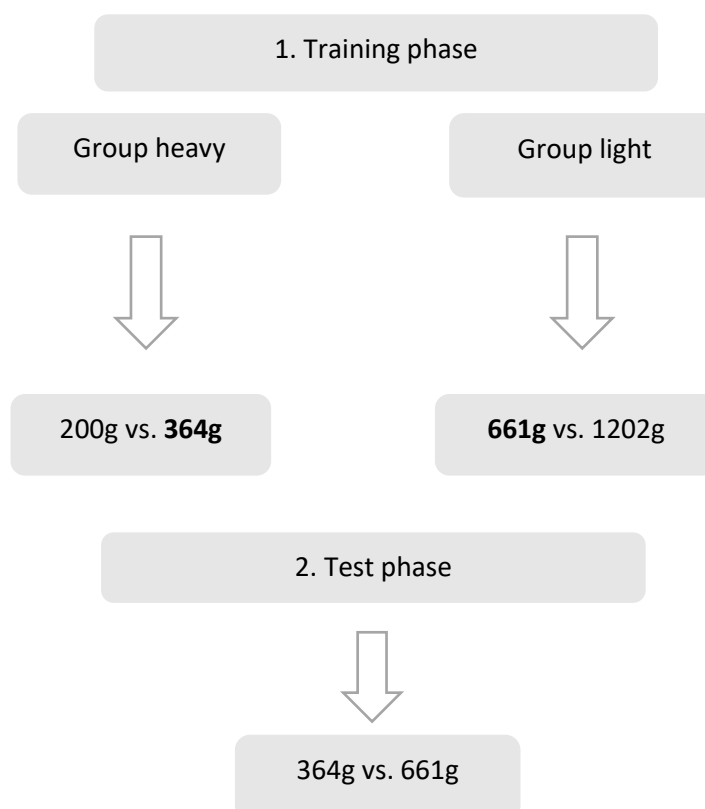 1. Training phase
Group heavy
Group light
200g vs. 364g
661g vs. 1202g
2. Test phase
364g vs. 661g